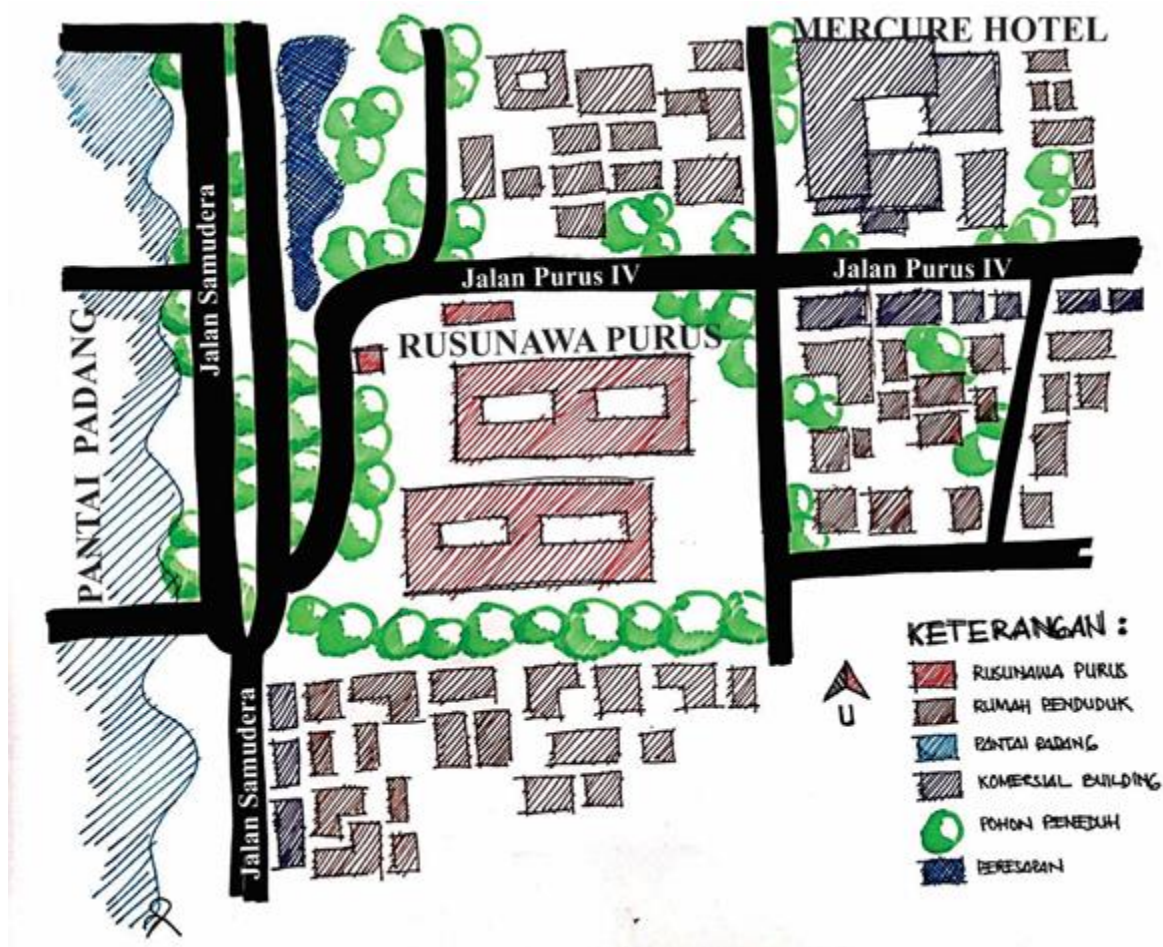 MERCURE HOTEL
Jalan Samudera
Jalan Purus IV
Jalan Purus IV
RUSUNAWA PURUS
PANTAI PADANG
Jalan Samudera
KETERANGAN :
RUSUNAWA PURUS
RUMAH PENDUDUK
PANTAI PADANG
KOMERSIAL BUILDING
POHON PENEDUH
PERESAPAN
U